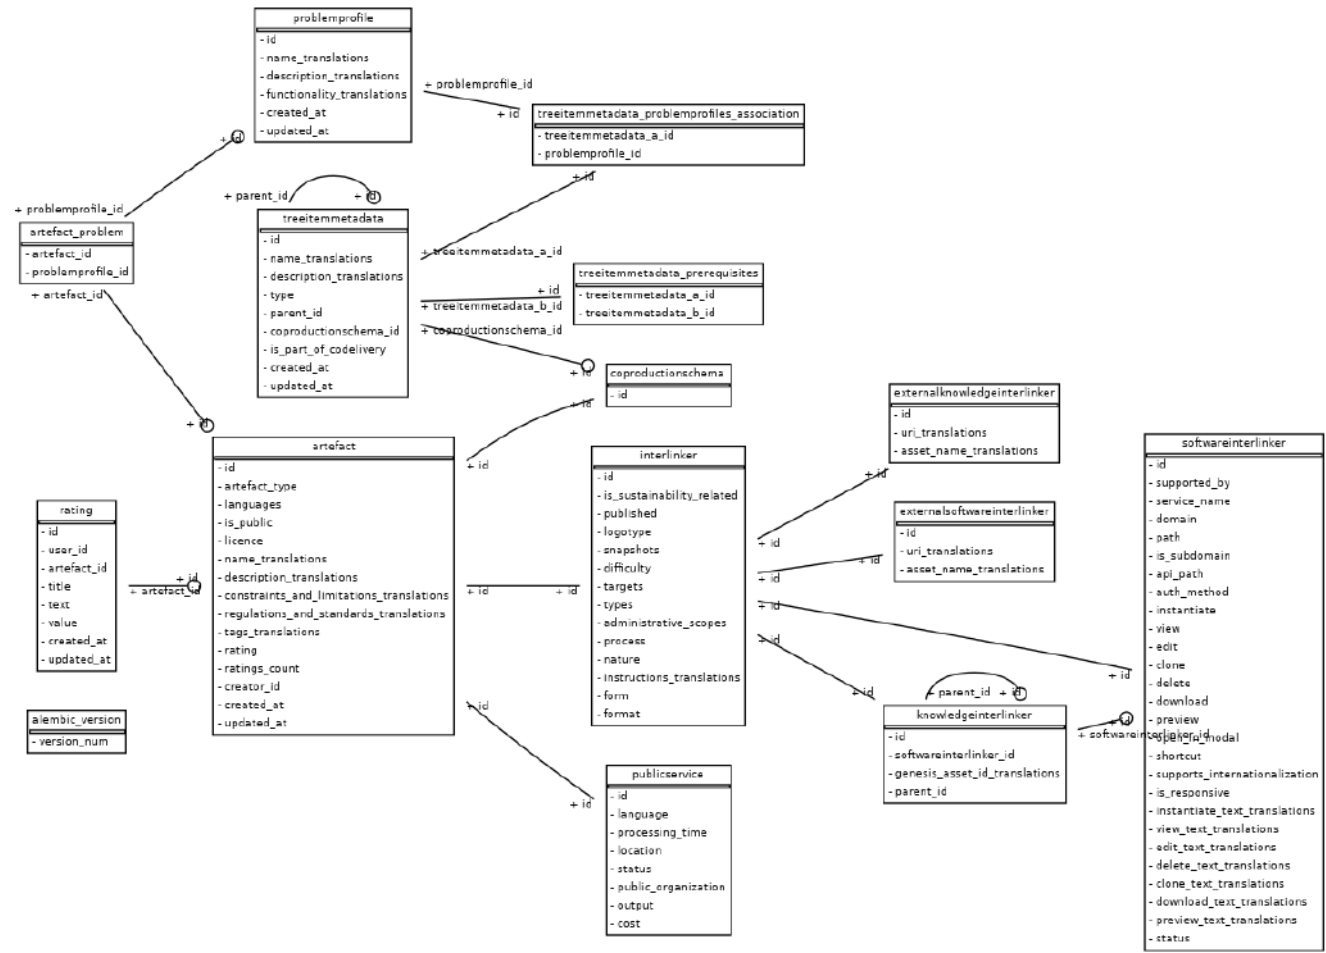 problemprofile
- id
- name_translations
- description_translations
- functionality_translations
- created_at
- updated_at
+ problemprofile_id
+ id
treeitemmetadata_problemprofiles_association
- treeitemmetadata_a_id
- problemprofile_id
+ id
+ id
+ parent_id
+ id
+ problemprofile_id
artefact_problem
- artefact_id
- problemprofile_id
+ artefact_id
treeitemmetadata
- id
- name_translations
- description_translations
- type
- parent_id
- coproductionschema_id
- is_part_of_codelivery
- created_at
- updated_at
+ treeitemmetadata_a_id
+ id
+ treeitemmetadata_b_id
+ coproductionschema_id
treeitemmetadata_prerequisites
- treeitemmetadata_a_id
- treeitemmetadata_b_id
+ id
coproductionschema
- id
+ id
+ id
+ id
artefact
- id
- artefact_type
- languages
- is_public
- licence
- name_translations
- description_translations
- constraints_and_limitations_translations
- regulations_and_standards_translations
- tags_translations
- rating
- ratings_count
- creator_id
- created_at
- updated_at
rating
- id
- user_id
- artefact_id
- title
- text
- value
- created_at
- updated_at
+ id
+ artefact_id
alembic_version
- version_num
+ id
+ id
+ id
+ id
interlinker
- id
- is_sustainability_related
- published
- logotype
- snapshots
- difficulty
- targets
- types
- administrative_scopes
- process
- nature
- instructions_translations
- form
- format
publicservice
- id
- language
- processing_time
- location
- status
- public_organization
- output
- cost
externalknowledgeinterlinker
- id
- uri_translations
- asset_name_translations
+ id
+ id
externalsoftwareinterlinker
- id
- uri_translations
- asset_name_translations
+ id
+ id
+ id
+ id
+ id
+ id
+ parent_id
+ id
knowledgeinterlinker
- id
- softwareinterlinker_id
- genesis_asset_id_translations
- parent_id
+ id
+ softwareinterlinker_id
softwareinterlinker
- id
- supported_by
- service_name
- domain
- path
- is_subdomain
- api_path
- auth_method
- instantiate
- view
- edit
- clone
- delete
- download
- preview
- open_in_modal
- shortcut
- supports_internationalization
- is_responsive
- instantiate_text_translations
- view_text_translations
- edit_text_translations
- delete_text_translations
- clone_text_translations
- download_text_translations
- preview_text_translations
- status